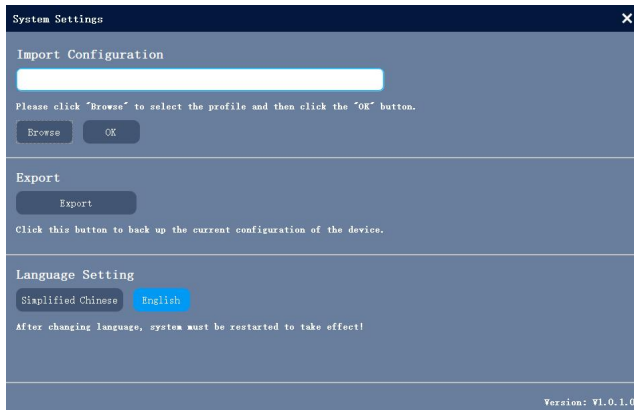 System Settings
Import Configuration
Please click "Browse" to select the profile and then click the "OK" button.
Browse OK
Export
Export
Click this button to back up the current configuration of the device.
Language Setting
Simplified Chinese English
After changing language, system must be restarted to take effect!
Version: V1.0.1.0